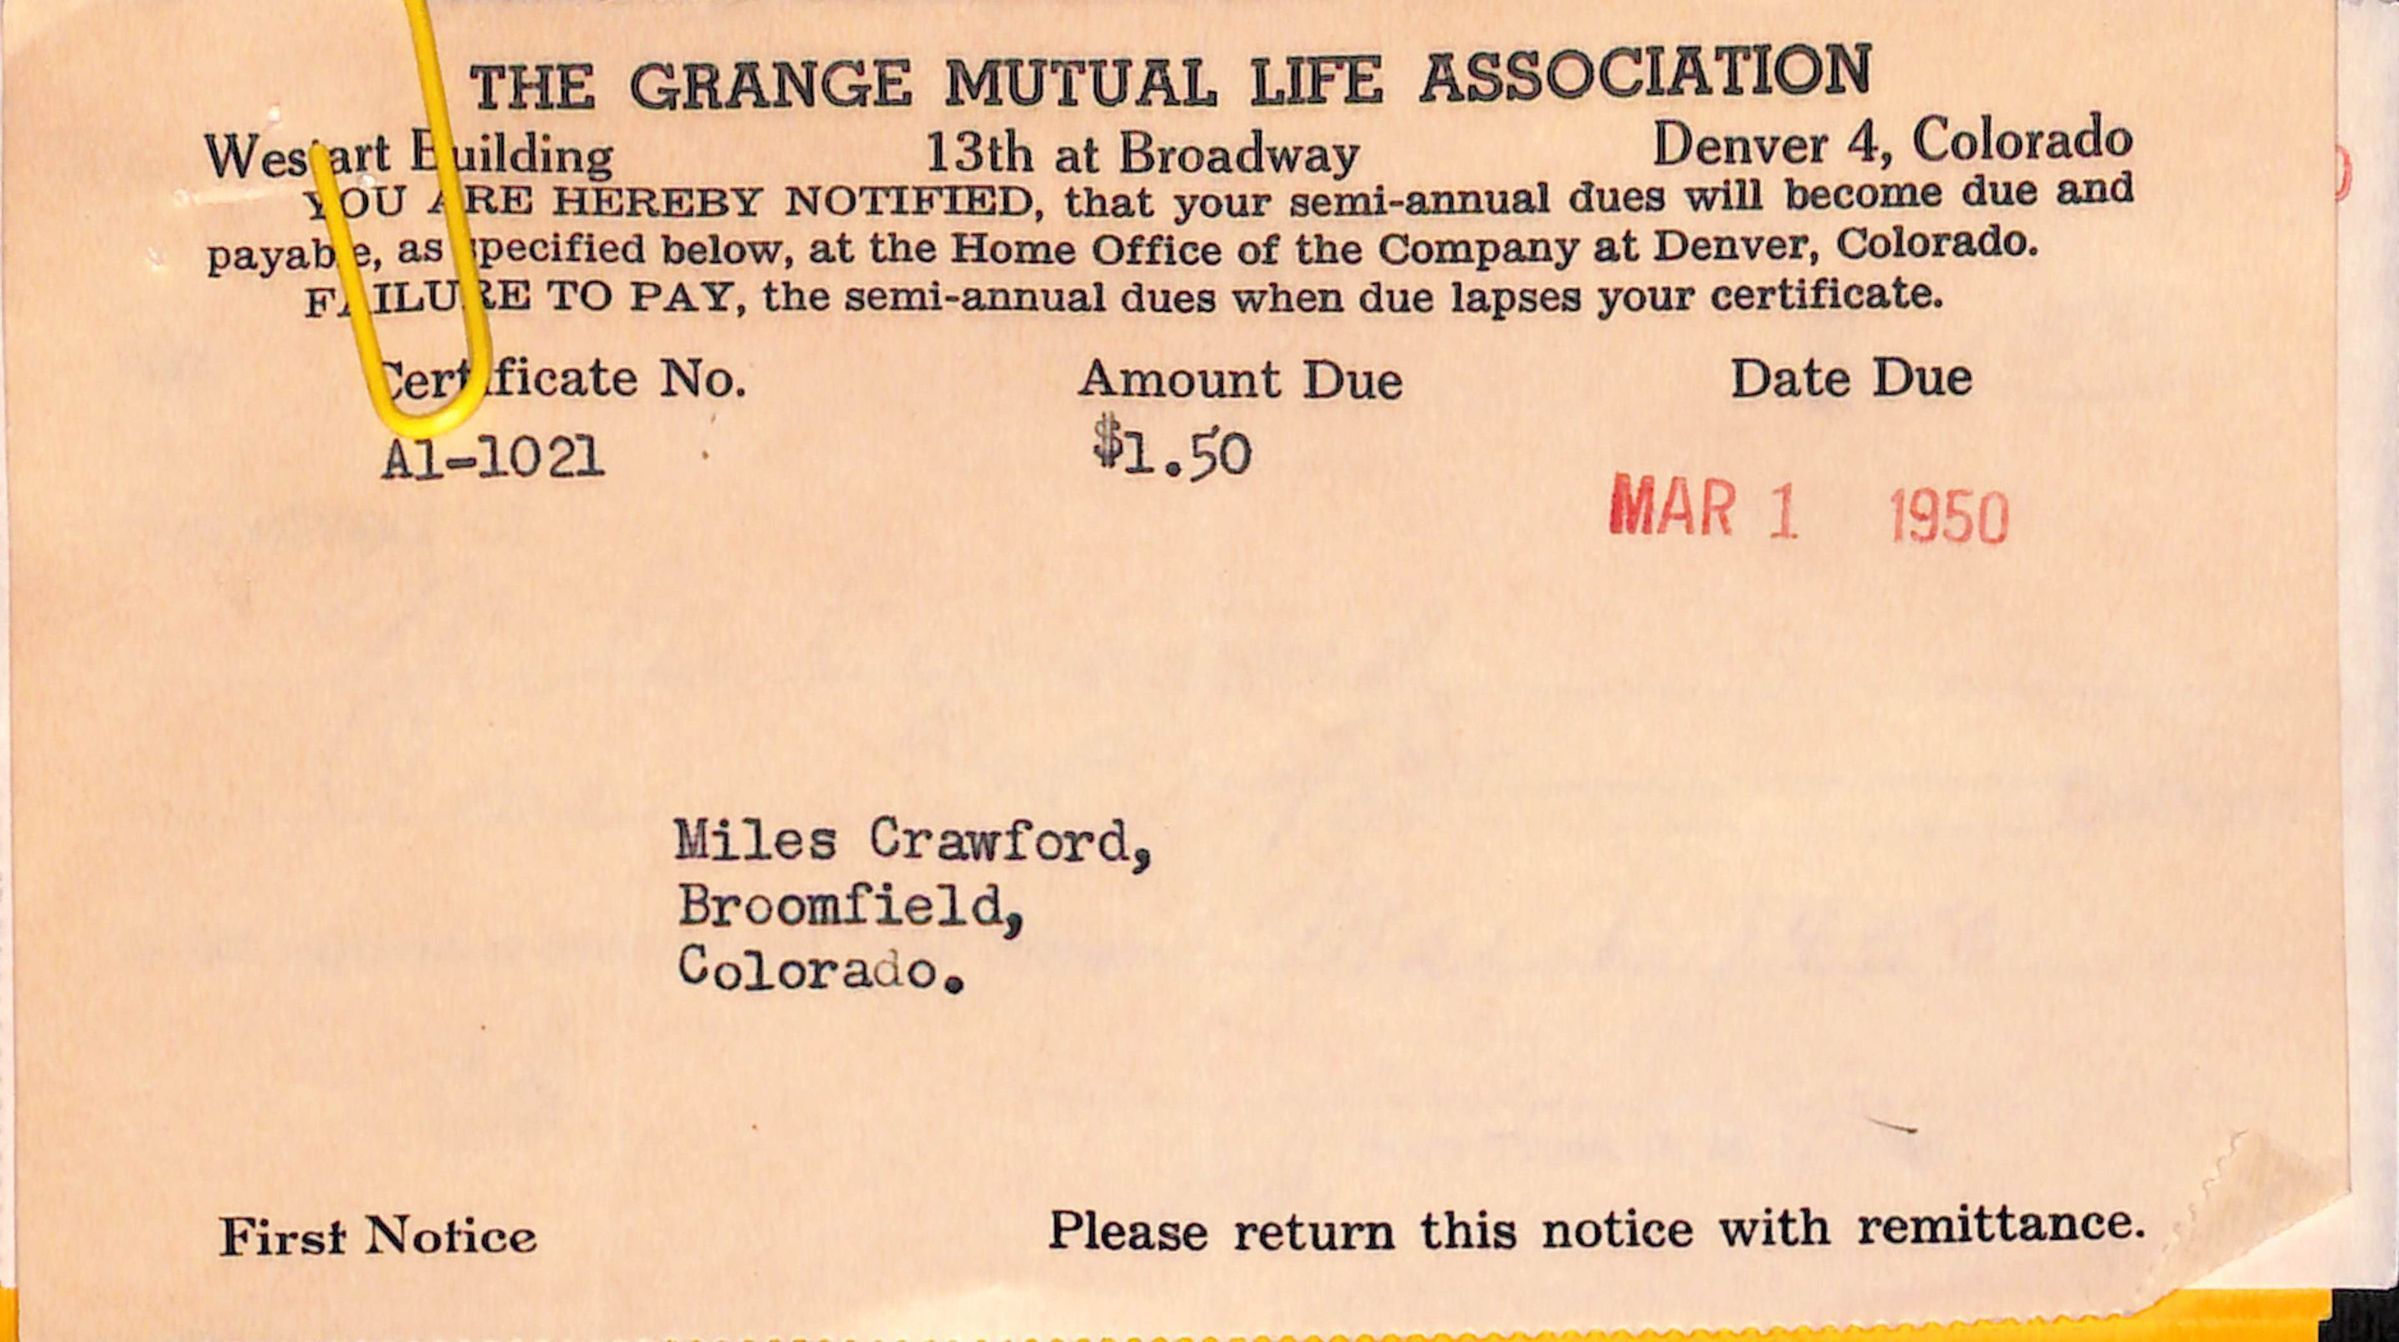 THE GRANGE MUTUAL LIFE ASSOCIATION
Westart Building 13th at Broadway Denver 4, Colorado
YOU ARE HEREBY NOTIFIED, that your semi-annual dues will become due and
payable, as specified below, at the Home Office of the Company at Denver, Colorado.
FAILURE TO PAY, the semi-annual dues when due lapses your certificate.
Certificate No. Amount Due Date Due
A1-1021 $1.50
MAR 1 1950
Miles Crawford,
Broomfield,
Colorado.
First Notice Please return this notice with remittance.